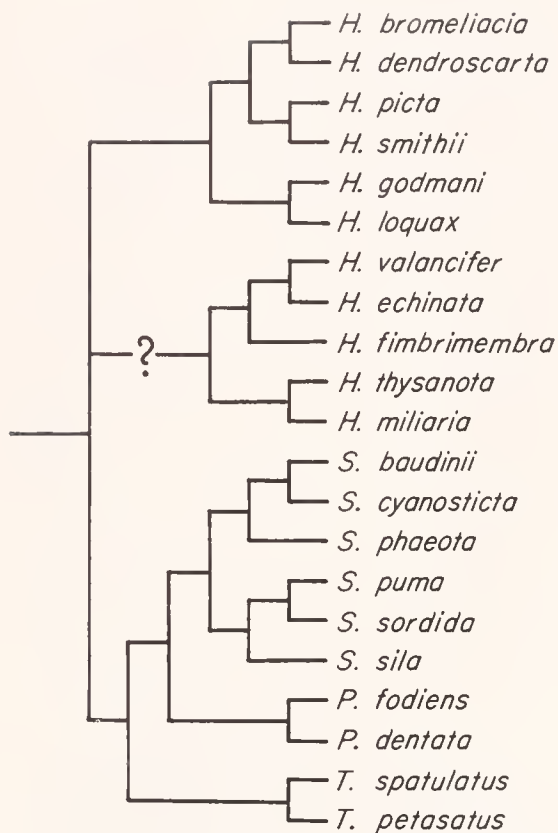 H. bromeliacia
H. dendroscarta
H. picta
H. smithii
H. godmani
H. loquax
H. valancifer
H. echinata
?
H. fimbrimembra
H. thysanota
H. miliaria
S. baudinii
S. cyanosticta
S. phaeota
S. puma
S. sordida
S. sila
P. fodiens
P. dentata
T. spatulatus
T. petasatus